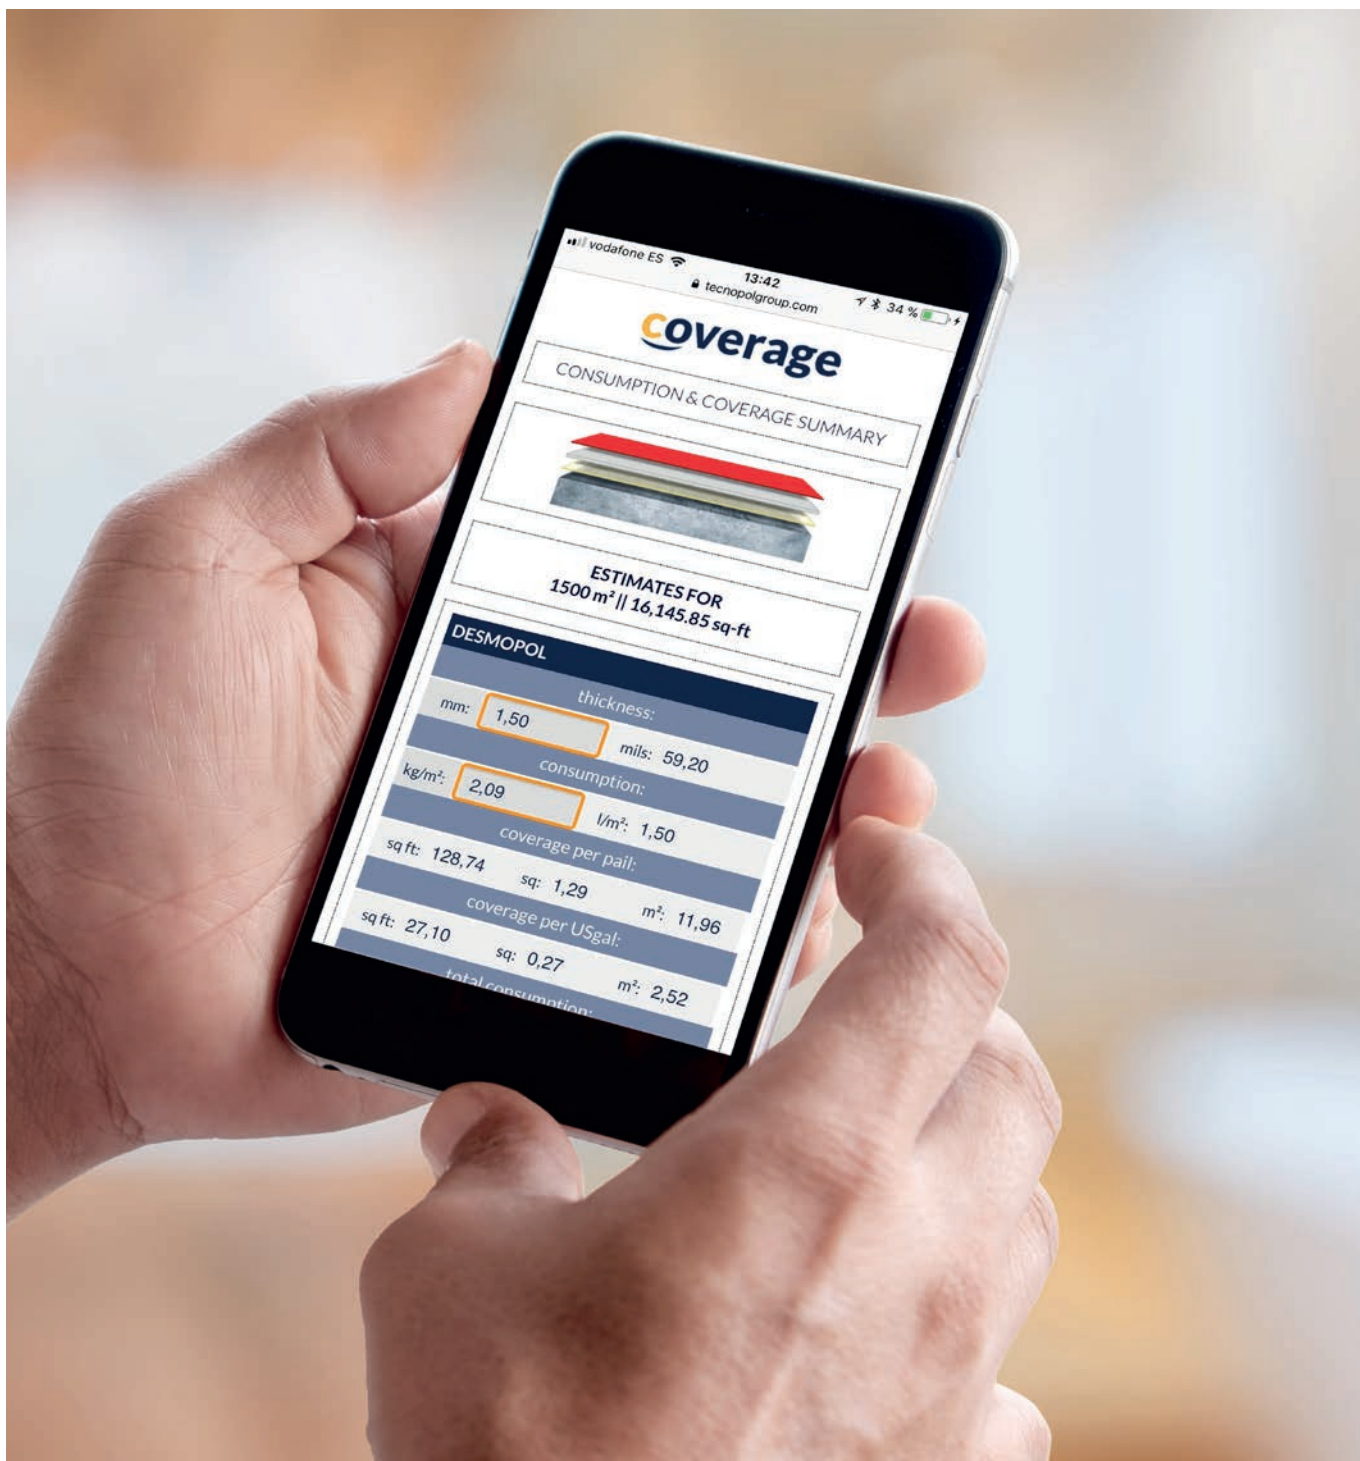 vodafone ES 13:42 34 %
tecnopolgroup.com
coverage
CONSUMPTION & COVERAGE SUMMARY
ESTIMATES FOR
1500 m² || 16,145.85 sq-ft
DESMOPOL
thickness:
mm: 1,50 mils: 59,20
consumption:
kg/m²: 2,09 l/m²: 1,50
coverage per pail:
sq ft: 128,74 sq: 1,29 m²: 11,96
coverage per USgal:
sq ft: 27,10 sq: 0,27 m²: 2,52
total consumption: